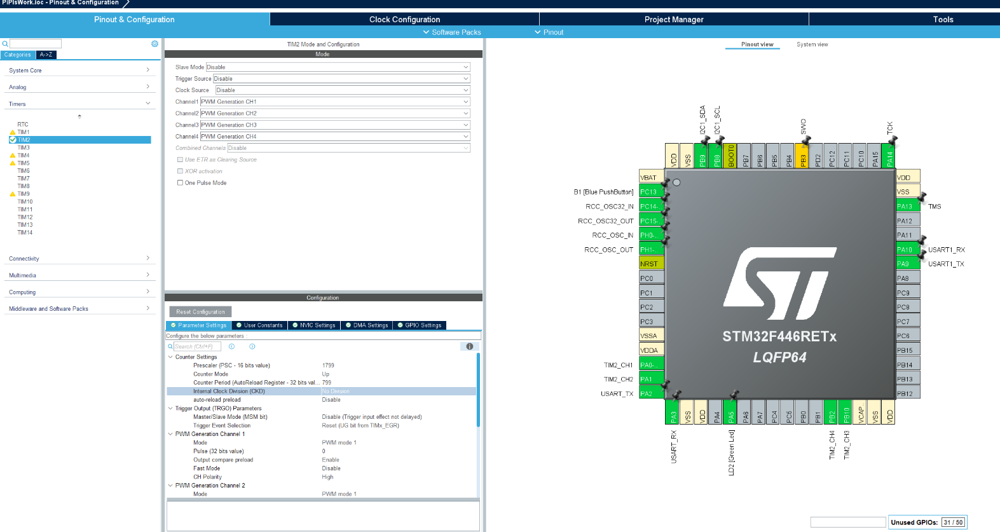 PiPIsWork.ioc - Pinout & Configuration
Pinout & Configuration
Clock Configuration
Project Manager
Tools
Software Packs
Pinout
Categories
A->Z
System Core
Analog
Timers
RTC
TIM1
TIM2
TIM3
TIM4
TIM5
TIM6
TIM7
TIM8
TIM9
TIM10
TIM11
TIM12
TIM13
TIM14
Connectivity
Multimedia
Computing
Middleware and Software Packs
TIM2 Mode and Configuration
Mode
Slave Mode Disable
Trigger Source Disable
Clock Source Disable
Channel1 PWM Generation CH1
Channel2 PWM Generation CH2
Channel3 PWM Generation CH3
Channel4 PWM Generation CH4
Combined Channels Disable
Use ETR as Clearing Source
XOR activation
One Pulse Mode
Configuration
Reset Configuration
Parameter Settings
User Constants
NVIC Settings
DMA Settings
GPIO Settings
Configure the below parameters :
Search (Ctrl+F)
Counter Settings
Prescaler (PSC - 16 bits value) 1799
Counter Mode Up
Counter Period (AutoReload Register - 32 bits val... 799
Internal Clock Division (CKD) No Division
auto-reload preload Disable
Trigger Output (TRGO) Parameters
Master/Slave Mode (MSM bit) Disable (Trigger input effect not delayed)
Trigger Event Selection Reset (UG bit from TIMx_EGR)
PWM Generation Channel 1
Mode PWM mode 1
Pulse (32 bits value) 0
Output compare preload Enable
Fast Mode Disable
CH Polarity High
PWM Generation Channel 2
Mode PWM mode 1
Pinout view
System view
I2C1_SDA
I2C1_SCL
SWO
TCK
VDD
VSS
PB9
PB8
BOOT0
PB7
PB6
PB5
PB4
PB3
PD2
PC12
PC11
PC10
PA15
PA14
VBAT
B1 [Blue PushButton] PC13
RCC_OSC32_IN PC14-
RCC_OSC32_OUT PC15-
RCC_OSC_IN PH0-..
RCC_OSC_OUT PH1-..
NRST
PC0
PC1
PC2
PC3
VSSA
VDDA
TIM2_CH1 PA0-..
TIM2_CH2 PA1
USART_TX PA2
ST
STM32F446RETx
LQFP64
VDD
VSS
PA13 TMS
PA12
PA11
PA10 USART1_RX
PA9 USART1_TX
PA8
PC9
PC8
PC7
PC6
PB15
PB14
PB13
PB12
PA3
VSS
VDD
PA4
PA5
PA6
PA7
PC4
PC5
PB0
PB1
PB2
PB10
VCAP..
VSS
VDD
USART_RX
LD2 [Green Led]
TIM2_CH4
TIM2_CH3
Unused GPIOs: 31 / 50